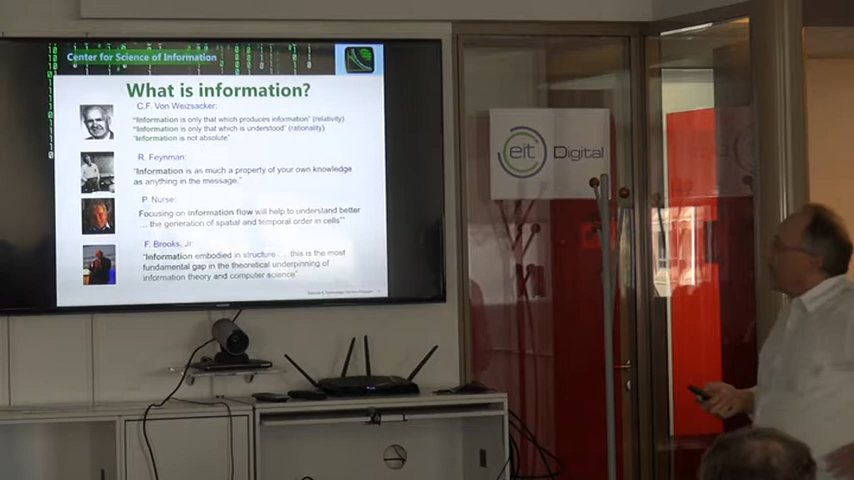 Center for Science of Information
What is information?
C.F. Von Weizsacker:
"Information is only that which produces information" (relativity)
"Information is only that which is understood" (rationality)
"Information is not absolute"
R. Feynman:
"Information is as much a property of your own knowledge
as anything in the message."
P. Nurse:
Focusing on information flow will help to understand better
... the generation of spatial and temporal order in cells"
F. Brooks, Jr:
"Information embodied in structure .... this is the most
fundamental gap in the theoretical underpinning of
information theory and computer science"
eit Digital